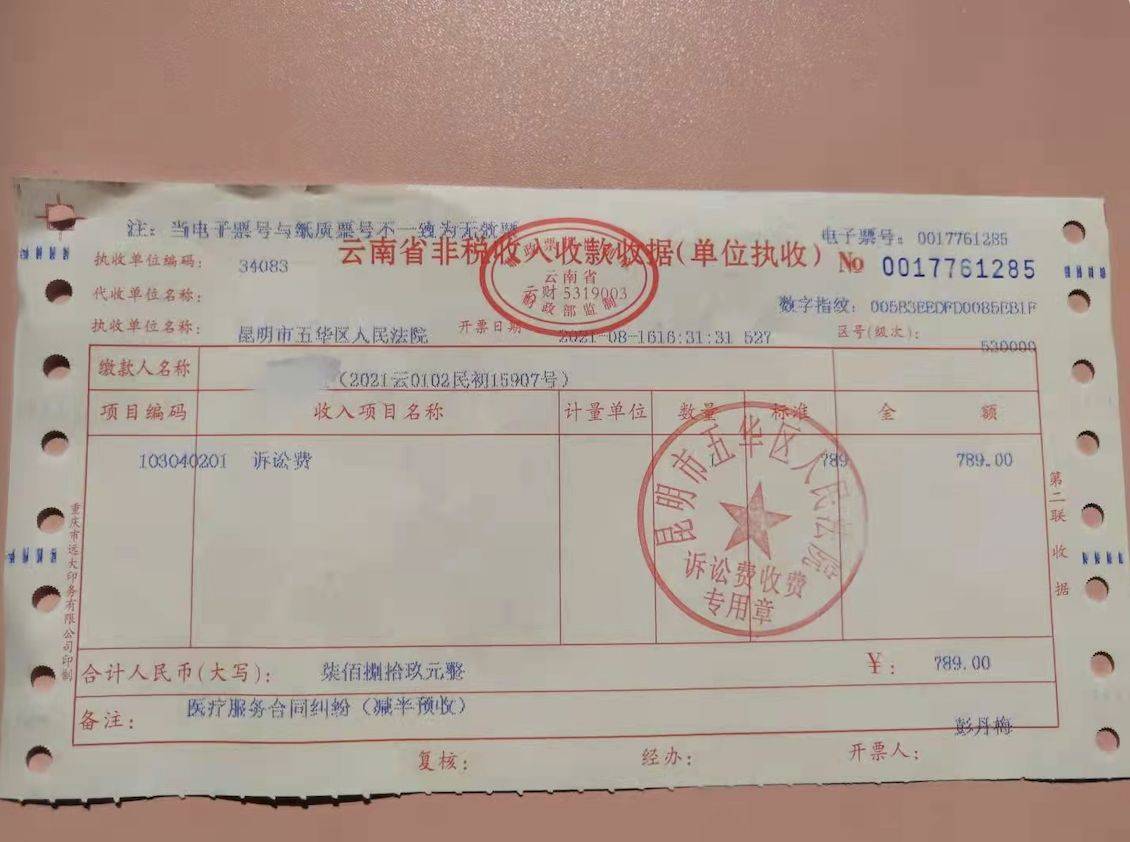 注：当电子票号与纸质票号不一致为无效票
云南省非税收入收款收据(单位执收)
电子票号：0017761285
№ 0017761285
执收单位编码： 34083
代收单位名称：
数字指纹：005B3EEDFD0085EB1F
执收单位名称： 昆明市五华区人民法院 开票日期 2021-08-1616:31:31 527 区号(级次)： 530000
云南省
云财 5319003
财政部监制
缴款人名称 (2021云0102民初15907号)
项目编码 收入项目名称 计量单位 数量 标准 金 额
103040201 诉讼费 789 789.00
昆明市五华区人民法院
诉讼费收费
专用章
合计人民币(大写)： 柒佰捌拾玖元整 ¥： 789.00
备注： 医疗服务合同纠纷（减半预收）
彭丹梅
复核： 经办： 开票人：
第二联 收据
重庆市远大印务有限公司印制